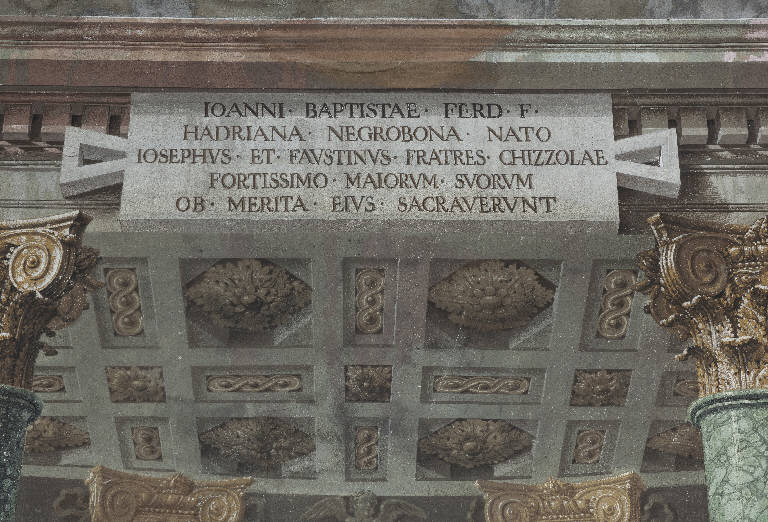 IOANNI · BAPTISTAE · FERD · F ·
HADRIANA · NEGROBONA · NATO
IOSEPHVS · ET · FAVSTINVS · FRATRES · CHIZZOLAE
FORTISSIMO · MAIORVM · SVORVM
OB · MERITA · EIVS · SACRAVERVNT